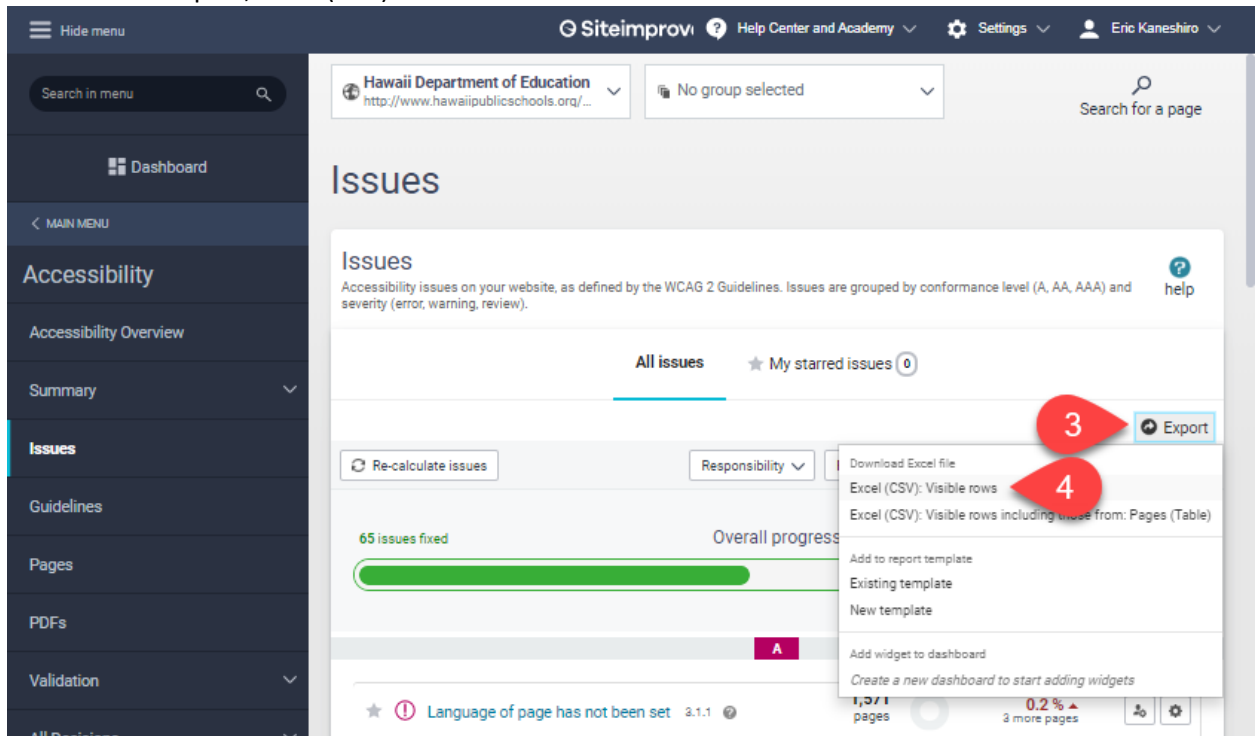 Hide menu
Siteimprov
Help Center and Academy
Settings
Eric Kaneshiro
Search in menu
Hawaii Department of Education
http://www.hawaiipublicschools.org/...
No group selected
Search for a page
Dashboard
Issues
MAIN MENU
Accessibility
Issues
Accessibility issues on your website, as defined by the WCAG 2 Guidelines. Issues are grouped by conformance level (A, AA, AAA) and
severity (error, warning, review).
help
Accessibility Overview
All issues
My starred issues 0
Summary
3
Export
Issues
Re-calculate issues
Responsibility
Download Excel file
Excel (CSV): Visible rows
4
Excel (CSV): Visible rows including those from: Pages (Table)
Guidelines
65 issues fixed
Overall progress
Pages
Add to report template
Existing template
New template
PDFs
A
Add widget to dashboard
Create a new dashboard to start adding widgets
Validation
Language of page has not been set 3.1.1
1,571
pages
0.2 %
3 more pages
All Decisions